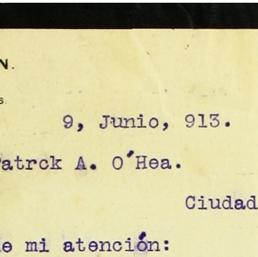 N.
s.
9, Junio, 913.
atrck A. O'Hea.
Ciudad
e mi atención: